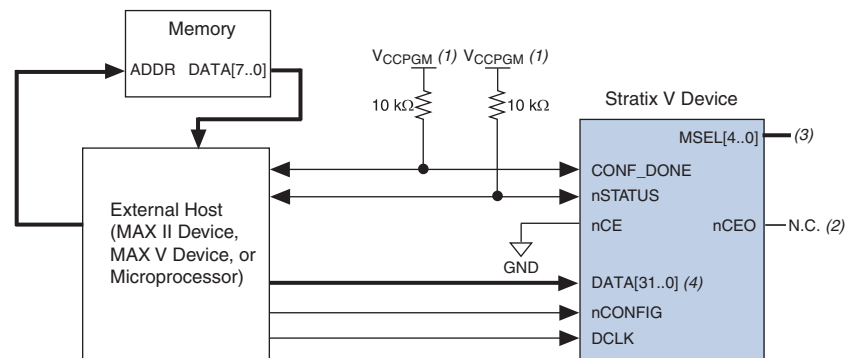 Memory
ADDR DATA[7..0]
VCCPGM (1) VCCPGM (1)
10 kΩ 10 kΩ
Stratix V Device
MSEL[4..0] (3)
CONF_DONE
nSTATUS
nCE nCEO N.C. (2)
GND
External Host
(MAX II Device,
MAX V Device, or
Microprocessor)
DATA[31..0] (4)
nCONFIG
DCLK